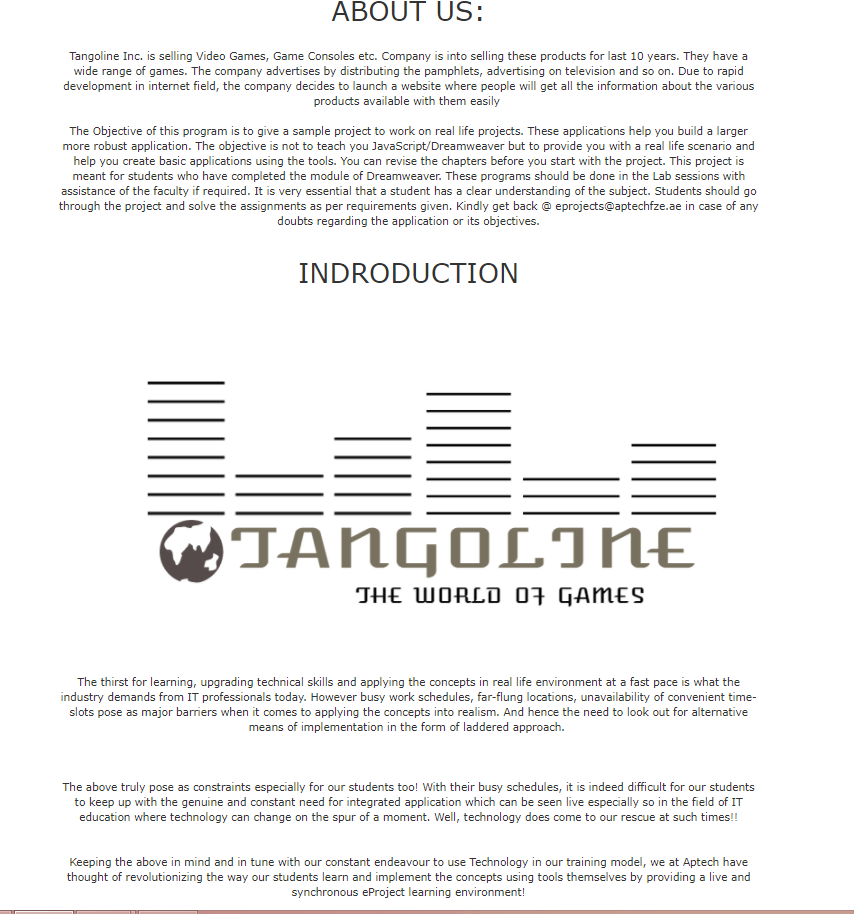 ABOUT US:
Tangoline Inc. is selling Video Games, Game Consoles etc. Company is into selling these products for last 10 years. They have a
wide range of games. The company advertises by distributing the pamphlets, advertising on television and so on. Due to rapid
development in internet field, the company decides to launch a website where people will get all the information about the various
products available with them easily
The Objective of this program is to give a sample project to work on real life projects. These applications help you build a larger
more robust application. The objective is not to teach you JavaScript/Dreamweaver but to provide you with a real life scenario and
help you create basic applications using the tools. You can revise the chapters before you start with the project. This project is
meant for students who have completed the module of Dreamweaver. These programs should be done in the Lab sessions with
assistance of the faculty if required. It is very essential that a student has a clear understanding of the subject. Students should go
through the project and solve the assignments as per requirements given. Kindly get back @ eprojects@aptechfze.ae in case of any
doubts regarding the application or its objectives.
INDRODUCTION
TANGOLINE
THE WORLD OF GAMES
The thirst for learning, upgrading technical skills and applying the concepts in real life environment at a fast pace is what the
industry demands from IT professionals today. However busy work schedules, far-flung locations, unavailability of convenient time-
slots pose as major barriers when it comes to applying the concepts into realism. And hence the need to look out for alternative
means of implementation in the form of laddered approach.
The above truly pose as constraints especially for our students too! With their busy schedules, it is indeed difficult for our students
to keep up with the genuine and constant need for integrated application which can be seen live especially so in the field of IT
education where technology can change on the spur of a moment. Well, technology does come to our rescue at such times!!
Keeping the above in mind and in tune with our constant endeavour to use Technology in our training model, we at Aptech have
thought of revolutionizing the way our students learn and implement the concepts using tools themselves by providing a live and
synchronous eProject learning environment!